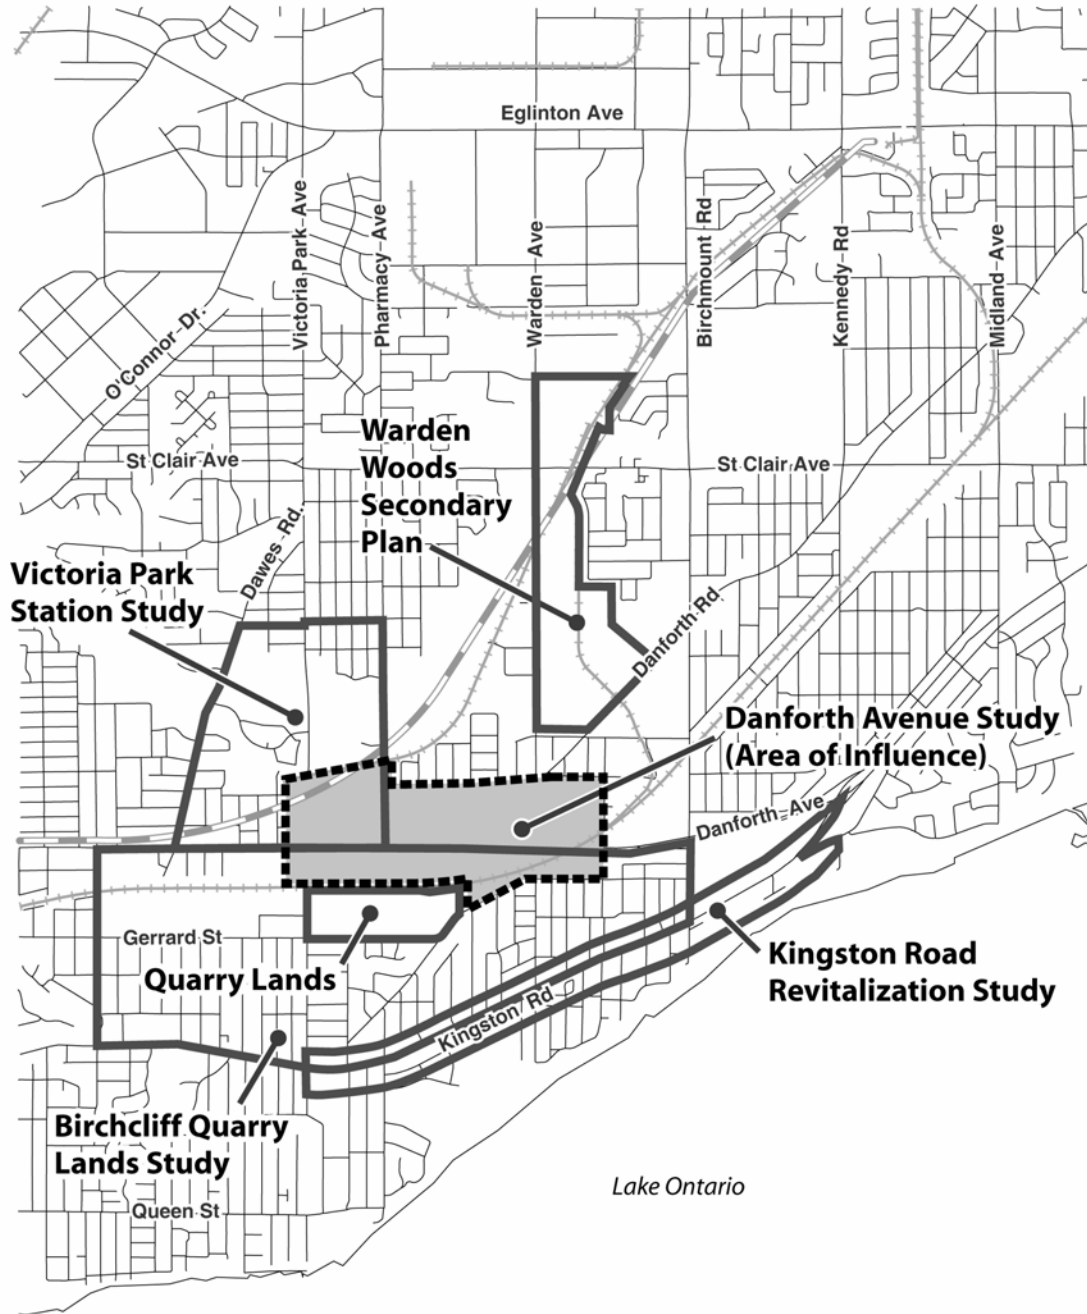 Eglinton Ave
Victoria Park Ave
Pharmacy Ave
Warden Ave
Birchmount Rd
Kennedy Rd
Midland Ave
O'Connor Dr.
Warden
Woods
Secondary
Plan
St Clair Ave
St Clair Ave
Dawes Rd.
Victoria Park
Station Study
Danforth Rd
Danforth Avenue Study
(Area of Influence)
Danforth Ave
Gerrard St
Quarry Lands
Kingston Road
Revitalization Study
Kingston Rd
Birchcliff Quarry
Lands Study
Lake Ontario
Queen St